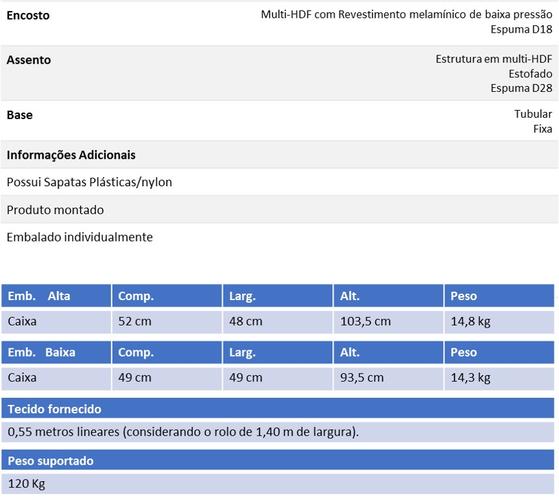 Encosto
Multi-HDF com Revestimento melamínico de baixa pressão
Espuma D18
Assento
Estrutura em multi-HDF
Estofado
Espuma D28
Base
Tubular
Fixa
Informações Adicionais
Possui Sapatas Plásticas/nylon
Produto montado
Embalado individualmente
Emb. Alta Comp. Larg. Alt. Peso
Caixa 52 cm 48 cm 103,5 cm 14,8 kg
Emb. Baixa Comp. Larg. Alt. Peso
Caixa 49 cm 49 cm 93,5 cm 14,3 kg
Tecido fornecido
0,55 metros lineares (considerando o rolo de 1,40 m de largura).
Peso suportado
120 Kg